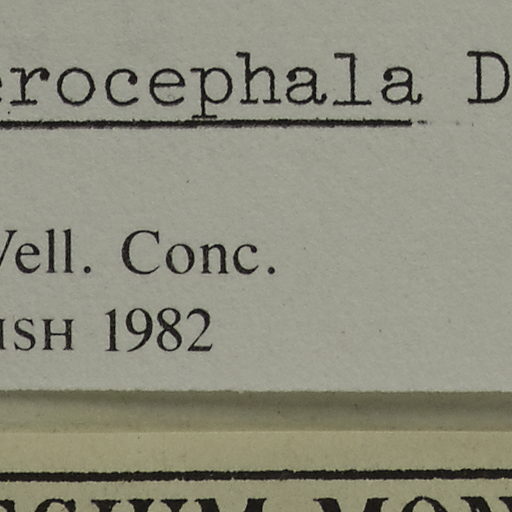 erocephala D
Vell. Conc.
ISH 1982